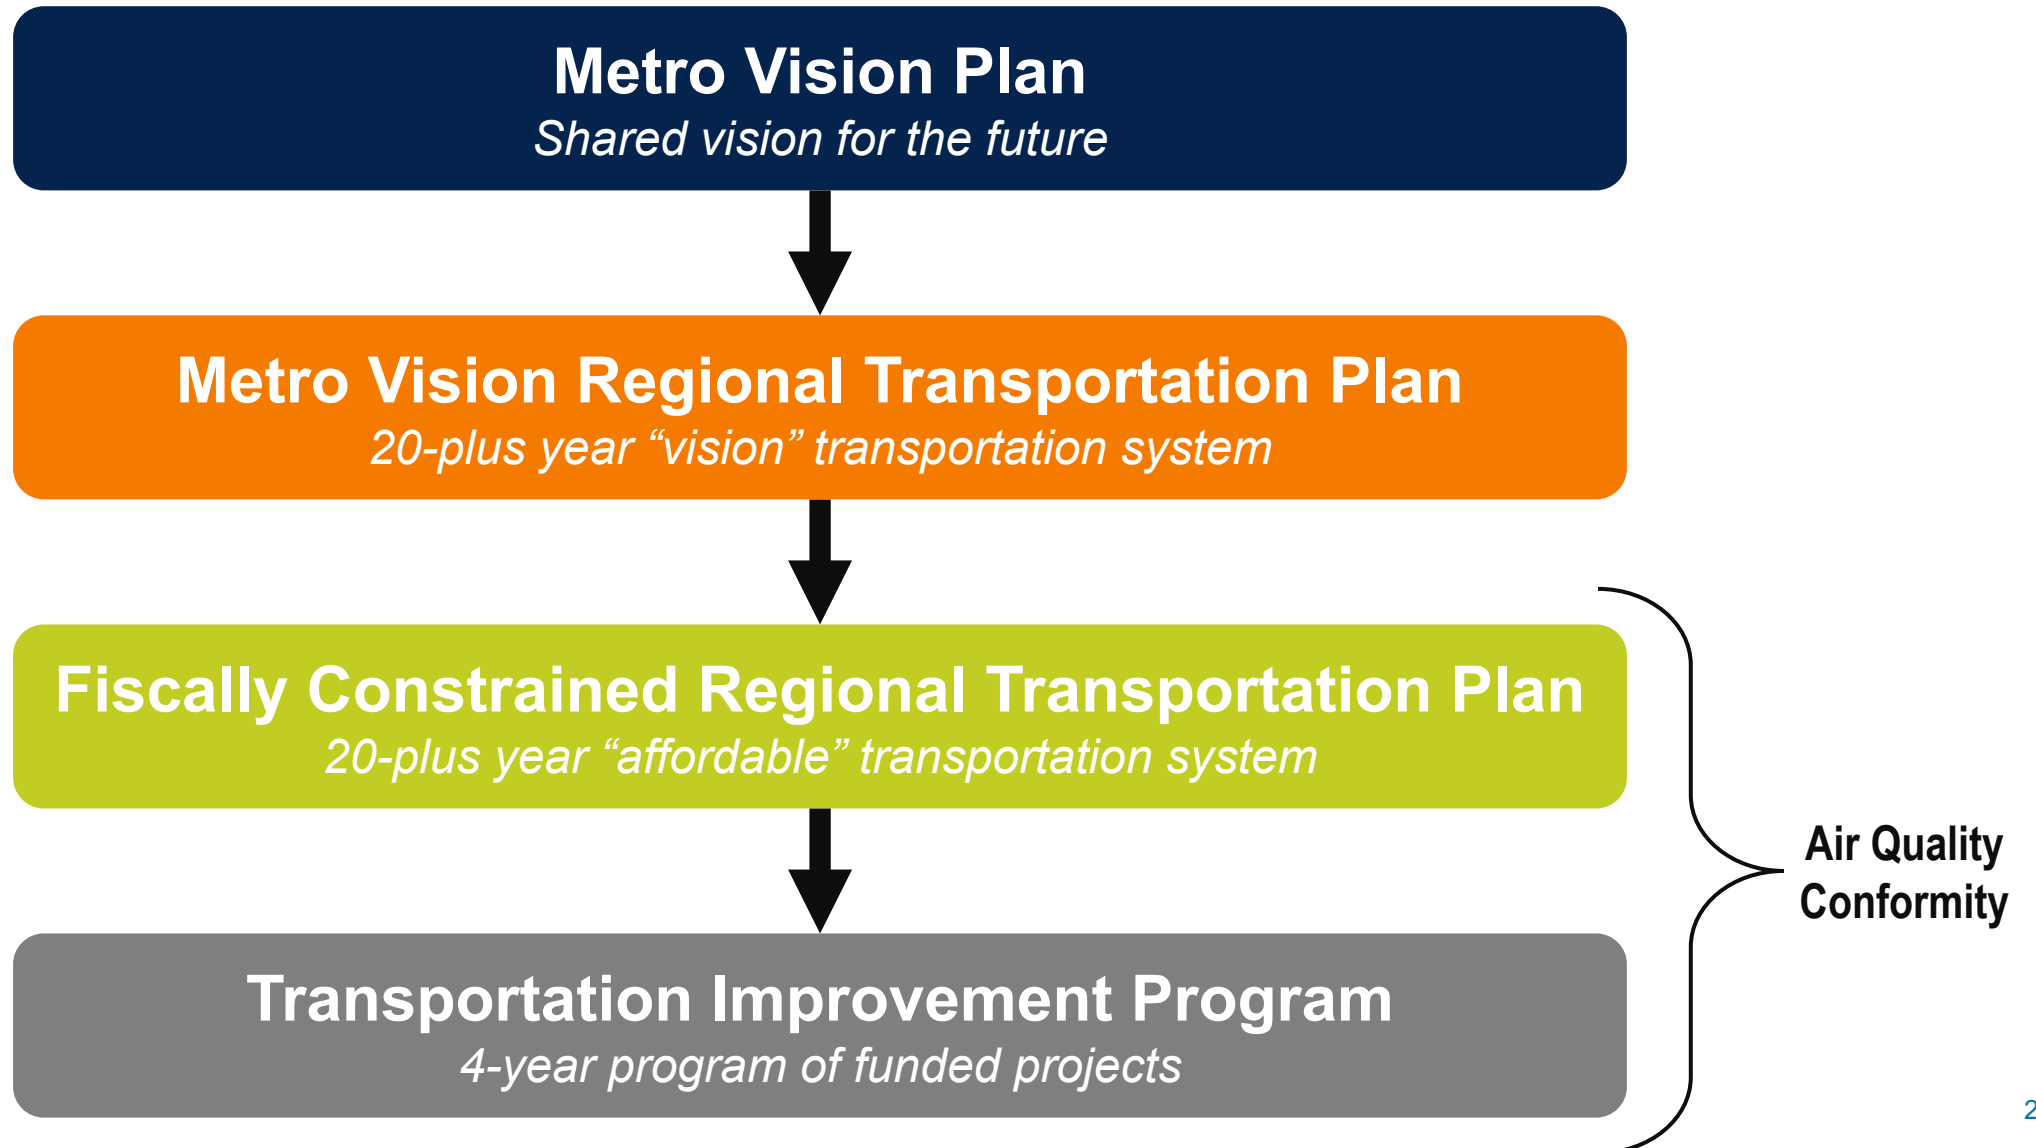 Metro Vision Plan
Shared vision for the future
Metro Vision Regional Transportation Plan
20-plus year “vision” transportation system
Fiscally Constrained Regional Transportation Plan
20-plus year “affordable” transportation system
Air Quality
Conformity
Transportation Improvement Program
4-year program of funded projects
2